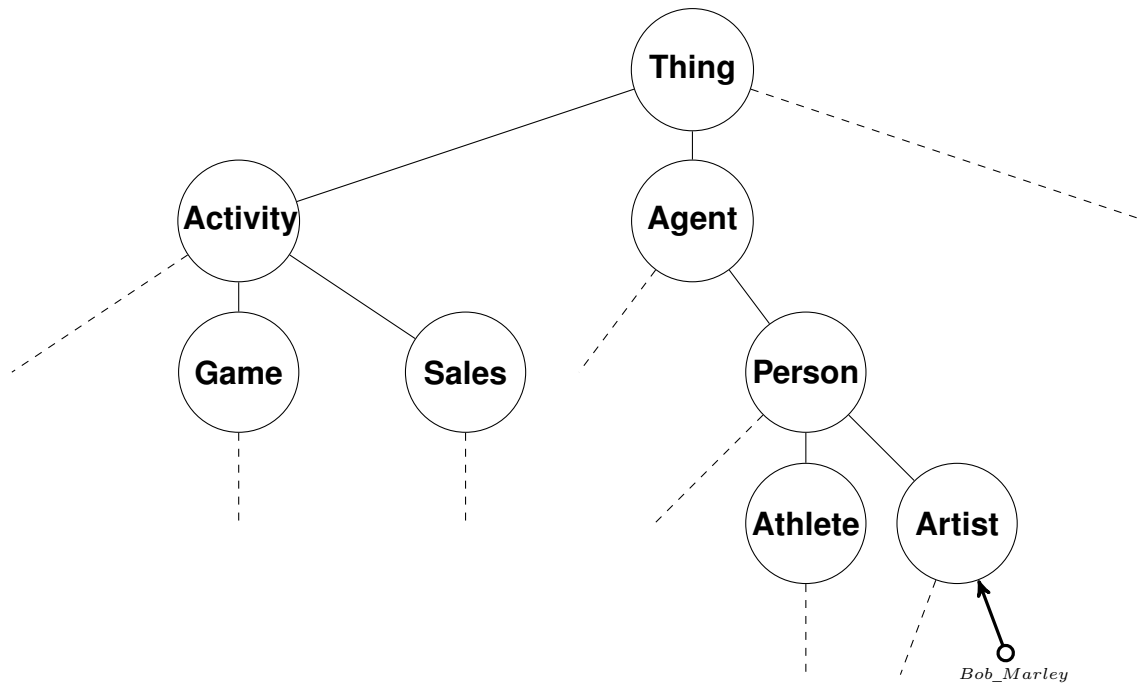 Thing
Activity
Agent
Game
Sales
Person
Athlete
Artist
Bob_Marley